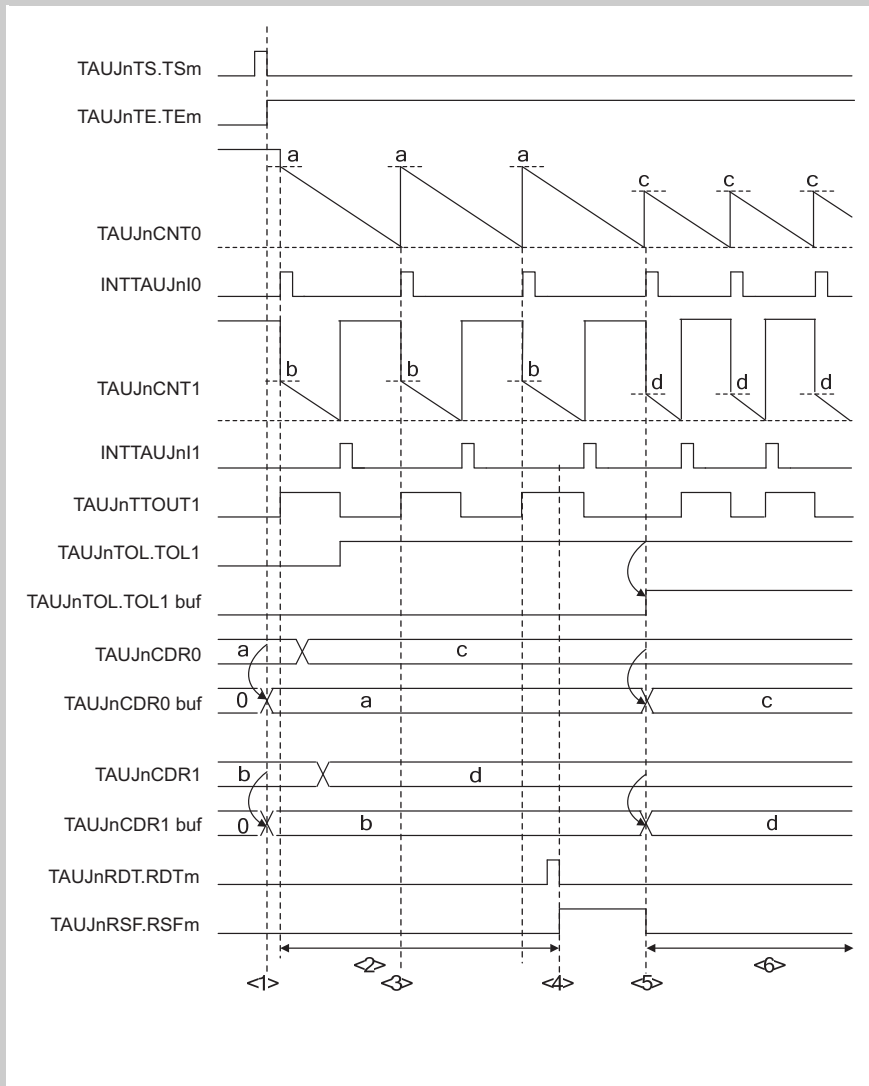 TAUJnTS.TSm
TAUJnTE.TEm
a a a c c c
TAUJnCNT0
INTTAUJnI0
b b b d d d
TAUJnCNT1
INTTAUJnI1
TAUJnTTOUT1
TAUJnTOL.TOL1
TAUJnTOL.TOL1 buf
TAUJnCDR0 a c
TAUJnCDR0 buf 0 a c
TAUJnCDR1 b d
TAUJnCDR1 buf 0 b d
TAUJnRDT.RDTm
TAUJnRSF.RSFm
<2> <6>
<1> <3> <4> <5>